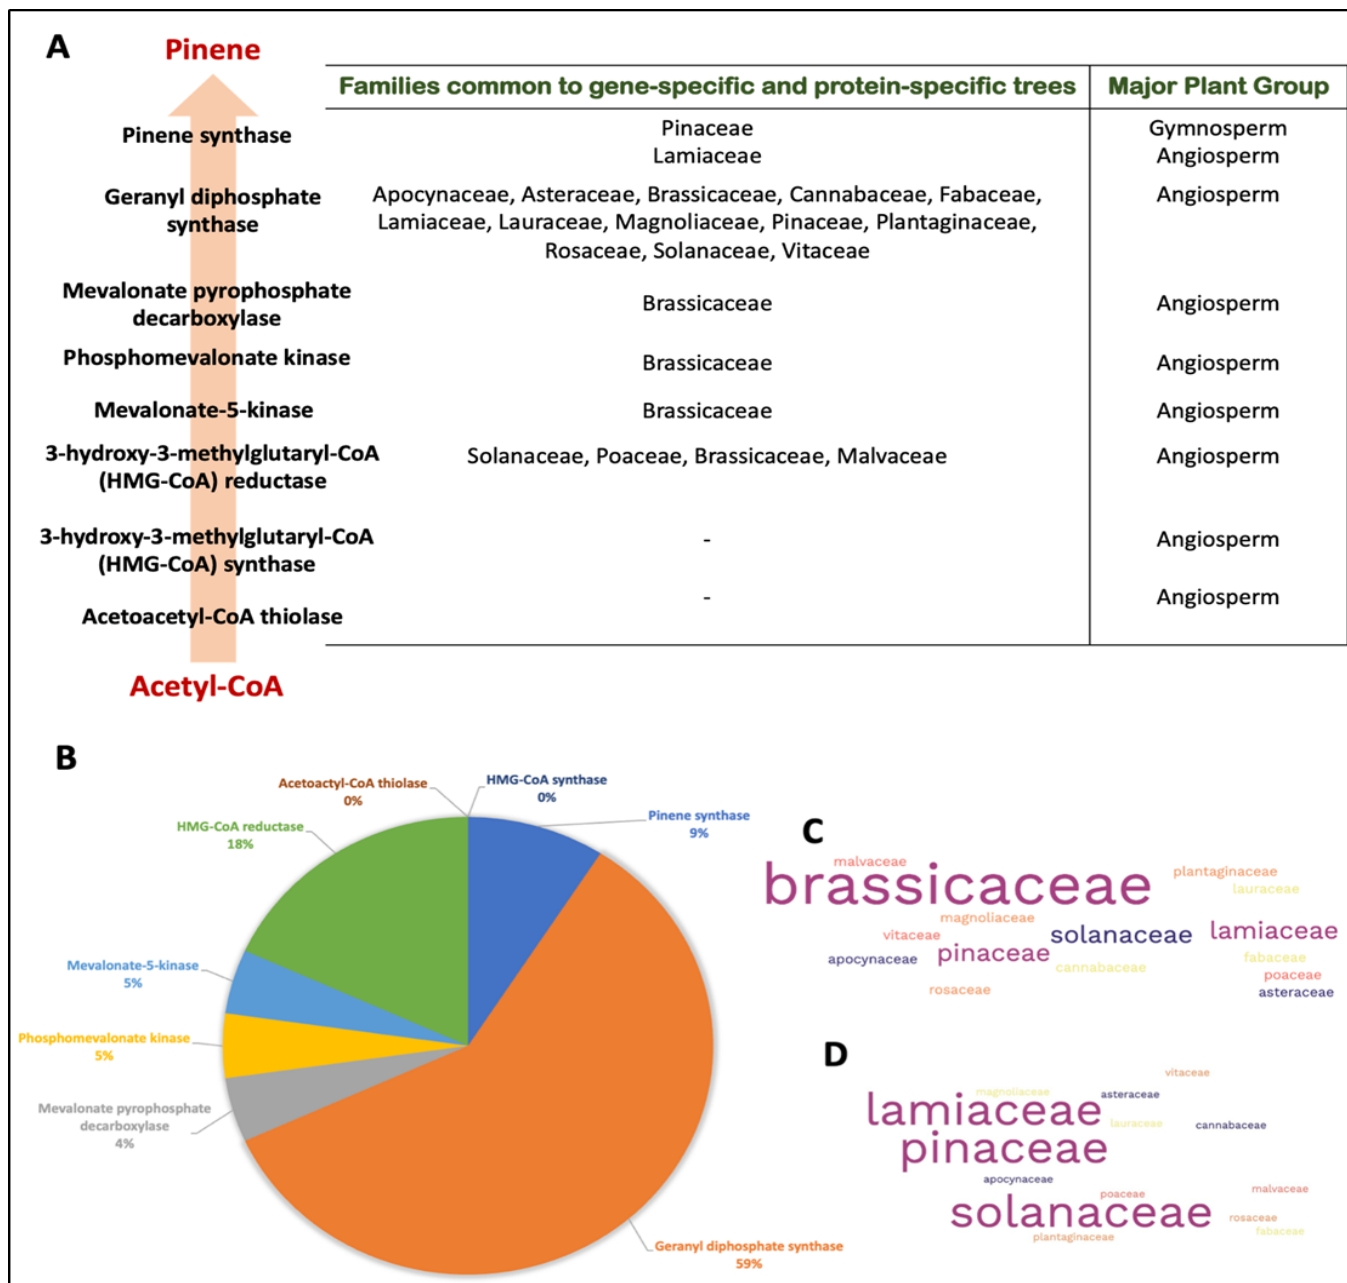 A
Pinene
Families common to gene-specific and protein-specific trees
Major Plant Group
Pinene synthase
Pinaceae
Gymnosperm
Lamiaceae
Angiosperm
Geranyl diphosphate
synthase
Apocynaceae, Asteraceae, Brassicaceae, Cannabaceae, Fabaceae,
Lamiaceae, Lauraceae, Magnoliaceae, Pinaceae, Plantaginaceae,
Rosaceae, Solanaceae, Vitaceae
Angiosperm
Mevalonate pyrophosphate
decarboxylase
Brassicaceae
Angiosperm
Phosphomevalonate kinase
Brassicaceae
Angiosperm
Mevalonate-5-kinase
Brassicaceae
Angiosperm
3-hydroxy-3-methylglutaryl-CoA
(HMG-CoA) reductase
Solanaceae, Poaceae, Brassicaceae, Malvaceae
Angiosperm
3-hydroxy-3-methylglutaryl-CoA
(HMG-CoA) synthase
-
Angiosperm
Acetoacetyl-CoA thiolase
-
Angiosperm
Acetyl-CoA
B
Acetoactyl-CoA thiolase
0%
HMG-CoA synthase
0%
Pinene synthase
9%
HMG-CoA reductase
18%
Mevalonate-5-kinase
5%
Phosphomevalonate kinase
5%
Mevalonate pyrophosphate
decarboxylase
4%
Geranyl diphosphate synthase
59%
C
malvaceae
brassicaceae
plantaginaceae
lauraceae
magnoliaceae
vitaceae
solanaceae
lamiaceae
apocynaceae
pinaceae
cannabaceae
fabaceae
poaceae
rosaceae
asteraceae
D
vitaceae
magnoliaceae
asteraceae
lamiaceae
lauraceae
cannabaceae
pinaceae
apocynaceae
poaceae
malvaceae
solanaceae
rosaceae
plantaginaceae
fabaceae